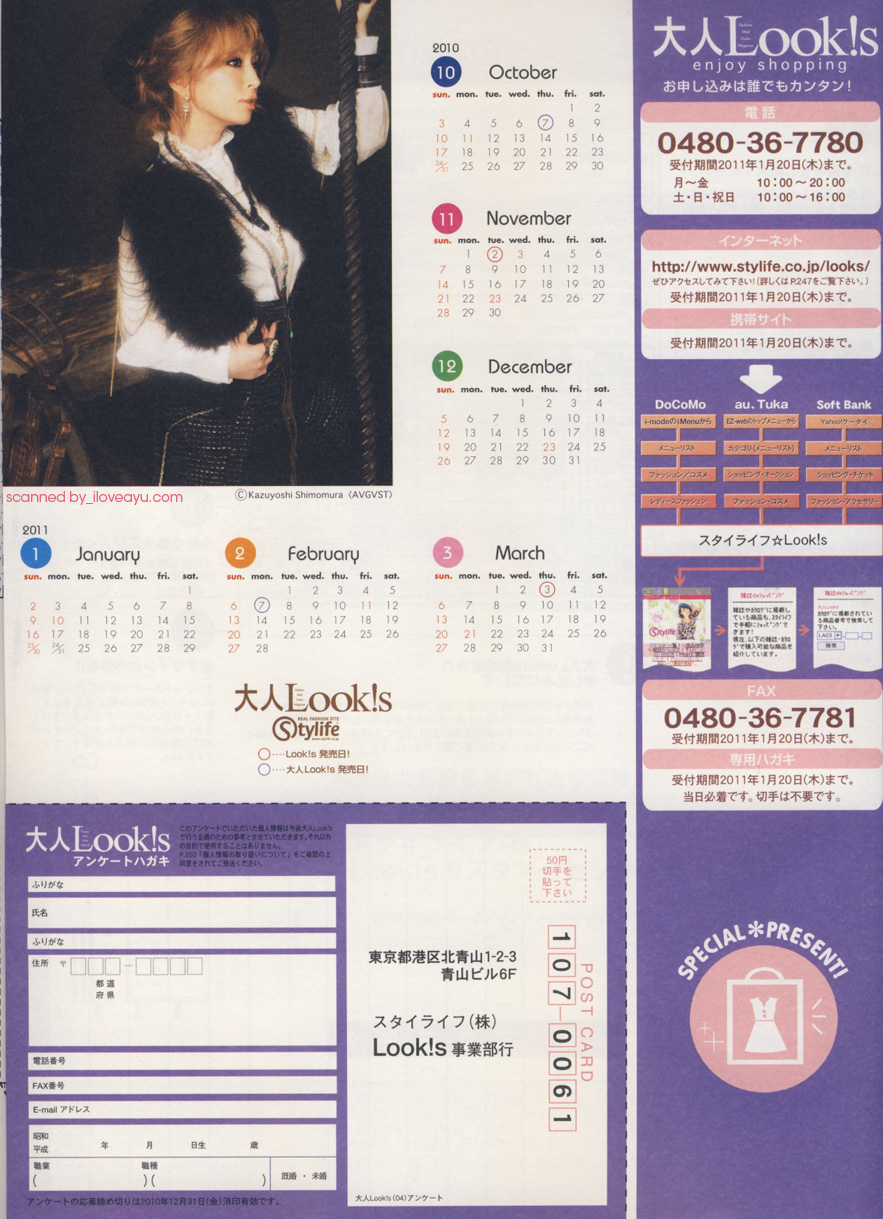 2010
10 October
sun. mon. tue. wed. thu. fri. sat.
1 2
3 4 5 6 7 8 9
10 11 12 13 14 15 16
17 18 19 20 21 22 23
24/31 25 26 27 28 29 30
11 November
sun. mon. tue. wed. thu. fri. sat.
1 2 3 4 5 6
7 8 9 10 11 12 13
14 15 16 17 18 19 20
21 22 23 24 25 26 27
28 29 30
12 December
sun. mon. tue. wed. thu. fri. sat.
1 2 3 4
5 6 7 8 9 10 11
12 13 14 15 16 17 18
19 20 21 22 23 24 25
26 27 28 29 30 31
scanned by_iloveayu.com
©Kazuyoshi Shimomura (AVGVST)
2011
1 January
sun. mon. tue. wed. thu. fri. sat.
1
2 3 4 5 6 7 8
9 10 11 12 13 14 15
16 17 18 19 20 21 22
23/30 24/31 25 26 27 28 29
2 February
sun. mon. tue. wed. thu. fri. sat.
1 2 3 4 5
6 7 8 9 10 11 12
13 14 15 16 17 18 19
20 21 22 23 24 25 26
27 28
3 March
sun. mon. tue. wed. thu. fri. sat.
1 2 3 4 5
6 7 8 9 10 11 12
13 14 15 16 17 18 19
20 21 22 23 24 25 26
27 28 29 30 31
大人Look!s
REAL FASHION SITE
Stylife
www.stylife.co.jp
○‥‥Look!s 発売日!
○‥‥大人Look!s 発売日!
大人Look!s
enjoy shopping
お申し込みは誰でもカンタン!
電話
0480-36-7780
受付期間2011年1月20日(木)まで。
月〜金 10:00〜20:00
土・日・祝日 10:00〜16:00
インターネット
http://www.stylife.co.jp/looks/
ぜひアクセスしてみて下さい!(詳しくはP.247をご覧下さい。)
受付期間2011年1月20日(木)まで。
携帯サイト
受付期間2011年1月20日(木)まで。
DoCoMo au、Tuka Soft Bank
i-modeのiMenuから EZ-webのトップメニューから Yahoo!ケータイ
メニューリスト カテゴリ(メニューリスト) メニューリスト
ファッション/コスメ ショッピング・オークション ショッピング・チケット
レディースファッション ファッション・コスメ ファッション・アクセサリー
スタイライフ☆Look!s
Stylife
雑誌deショッピング
雑誌やカタログに掲載し
ている商品も、スタイライフ
で手軽にショッピングで
きます!
現在、以下の雑誌・カタロ
グで購入可能な商品を
紹介しています。
雑誌deショッピング
大人Look!s
カタログに掲載されてい
る商品番号で検索して
下さい。
LA03
検索
FAX
0480-36-7781
受付期間2011年1月20日(木)まで。
専用ハガキ
受付期間2011年1月20日(木)まで。
当日必着です。切手は不要です。
SPECIAL＊PRESENT!
大人Look!s
アンケートハガキ
このアンケートでいただいた個人情報は今後大人Look!s
で行う企画のための参考とさせていただきます。それ以外
の目的で使用することはありません。
P.250「個人情報の取り扱いについて」をご確認の上
同意をされてご発送ください。
ふりがな
氏名
ふりがな
住所 〒
都 道
府 県
電話番号
FAX番号
E-mail アドレス
昭和
平成 年 月 日生 歳
職業 職種
( )( ) 既婚・未婚
アンケートの応募締め切りは2010年12月31日(金)消印有効です。
50円
切手を
貼って
下さい
107-0061
POST CARD
東京都港区北青山1-2-3
青山ビル6F
スタイライフ(株)
Look!s 事業部行
大人Look!s(04)アンケート